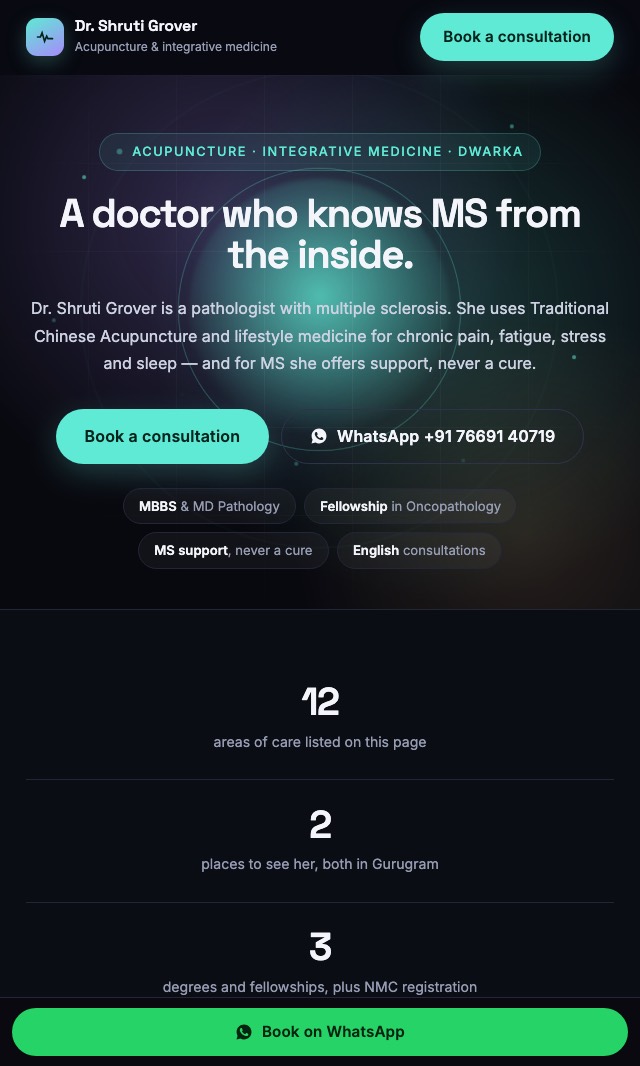 Dr. Shruti Grover
Acupuncture & integrative medicine
Book a consultation
ACUPUNCTURE · INTEGRATIVE MEDICINE · DWARKA
A doctor who knows MS from
the inside.
Dr. Shruti Grover is a pathologist with multiple sclerosis. She uses Traditional
Chinese Acupuncture and lifestyle medicine for chronic pain, fatigue, stress
and sleep — and for MS she offers support, never a cure.
Book a consultation
WhatsApp +91 76691 40719
MBBS & MD Pathology
Fellowship in Oncopathology
MS support, never a cure
English consultations
12
areas of care listed on this page
2
places to see her, both in Gurugram
3
degrees and fellowships, plus NMC registration
Book on WhatsApp